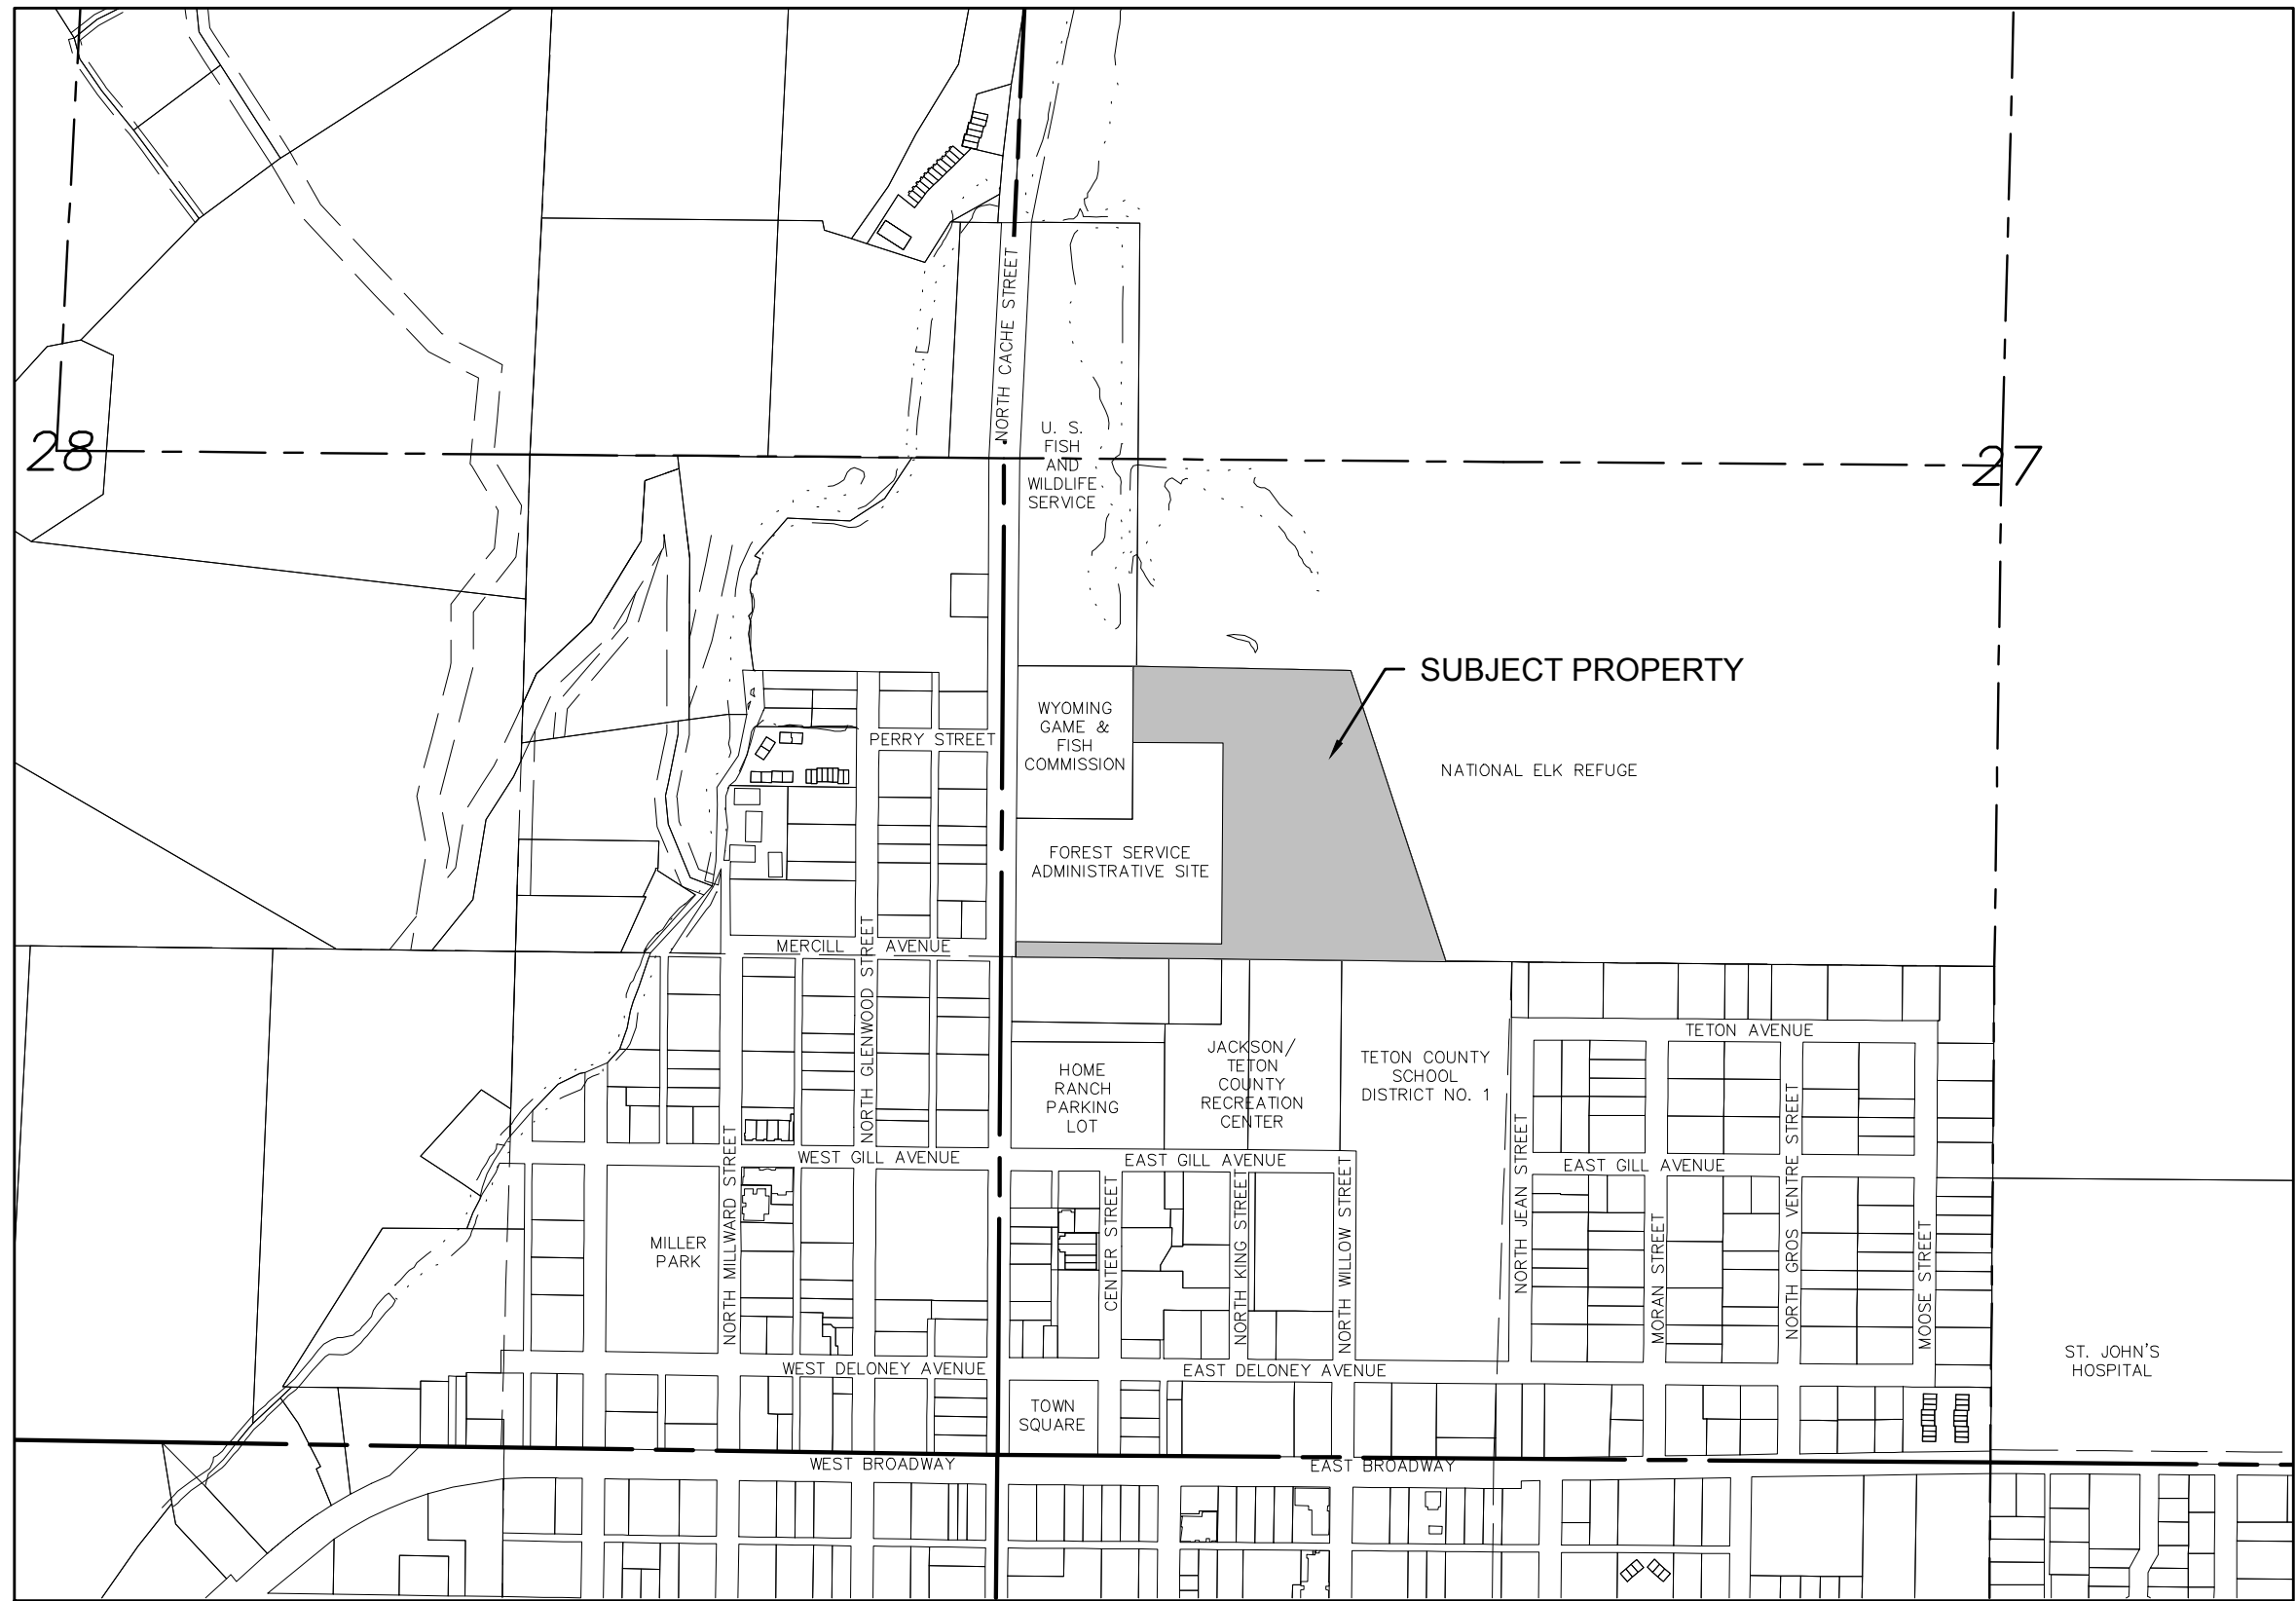 NORTH CACHE STREET
U. S.
FISH
AND
WILDLIFE
SERVICE
28
27
SUBJECT PROPERTY
WYOMING
GAME &
FISH
COMMISSION
PERRY STREET
NATIONAL ELK REFUGE
FOREST SERVICE
ADMINISTRATIVE SITE
MERCILL AVENUE
NORTH GLENWOOD STREET
TETON AVENUE
HOME
RANCH
PARKING
LOT
JACKSON/
TETON
COUNTY
RECREATION
CENTER
TETON COUNTY
SCHOOL
DISTRICT NO. 1
WEST GILL AVENUE
EAST GILL AVENUE
EAST GILL AVENUE
NORTH MILLWARD STREET
CENTER STREET
NORTH KING STREET
NORTH WILLOW STREET
NORTH JEAN STREET
MORAN STREET
NORTH GROS VENTRE STREET
MOOSE STREET
MILLER
PARK
ST. JOHN'S
HOSPITAL
WEST DELONEY AVENUE
EAST DELONEY AVENUE
TOWN
SQUARE
WEST BROADWAY
EAST BROADWAY